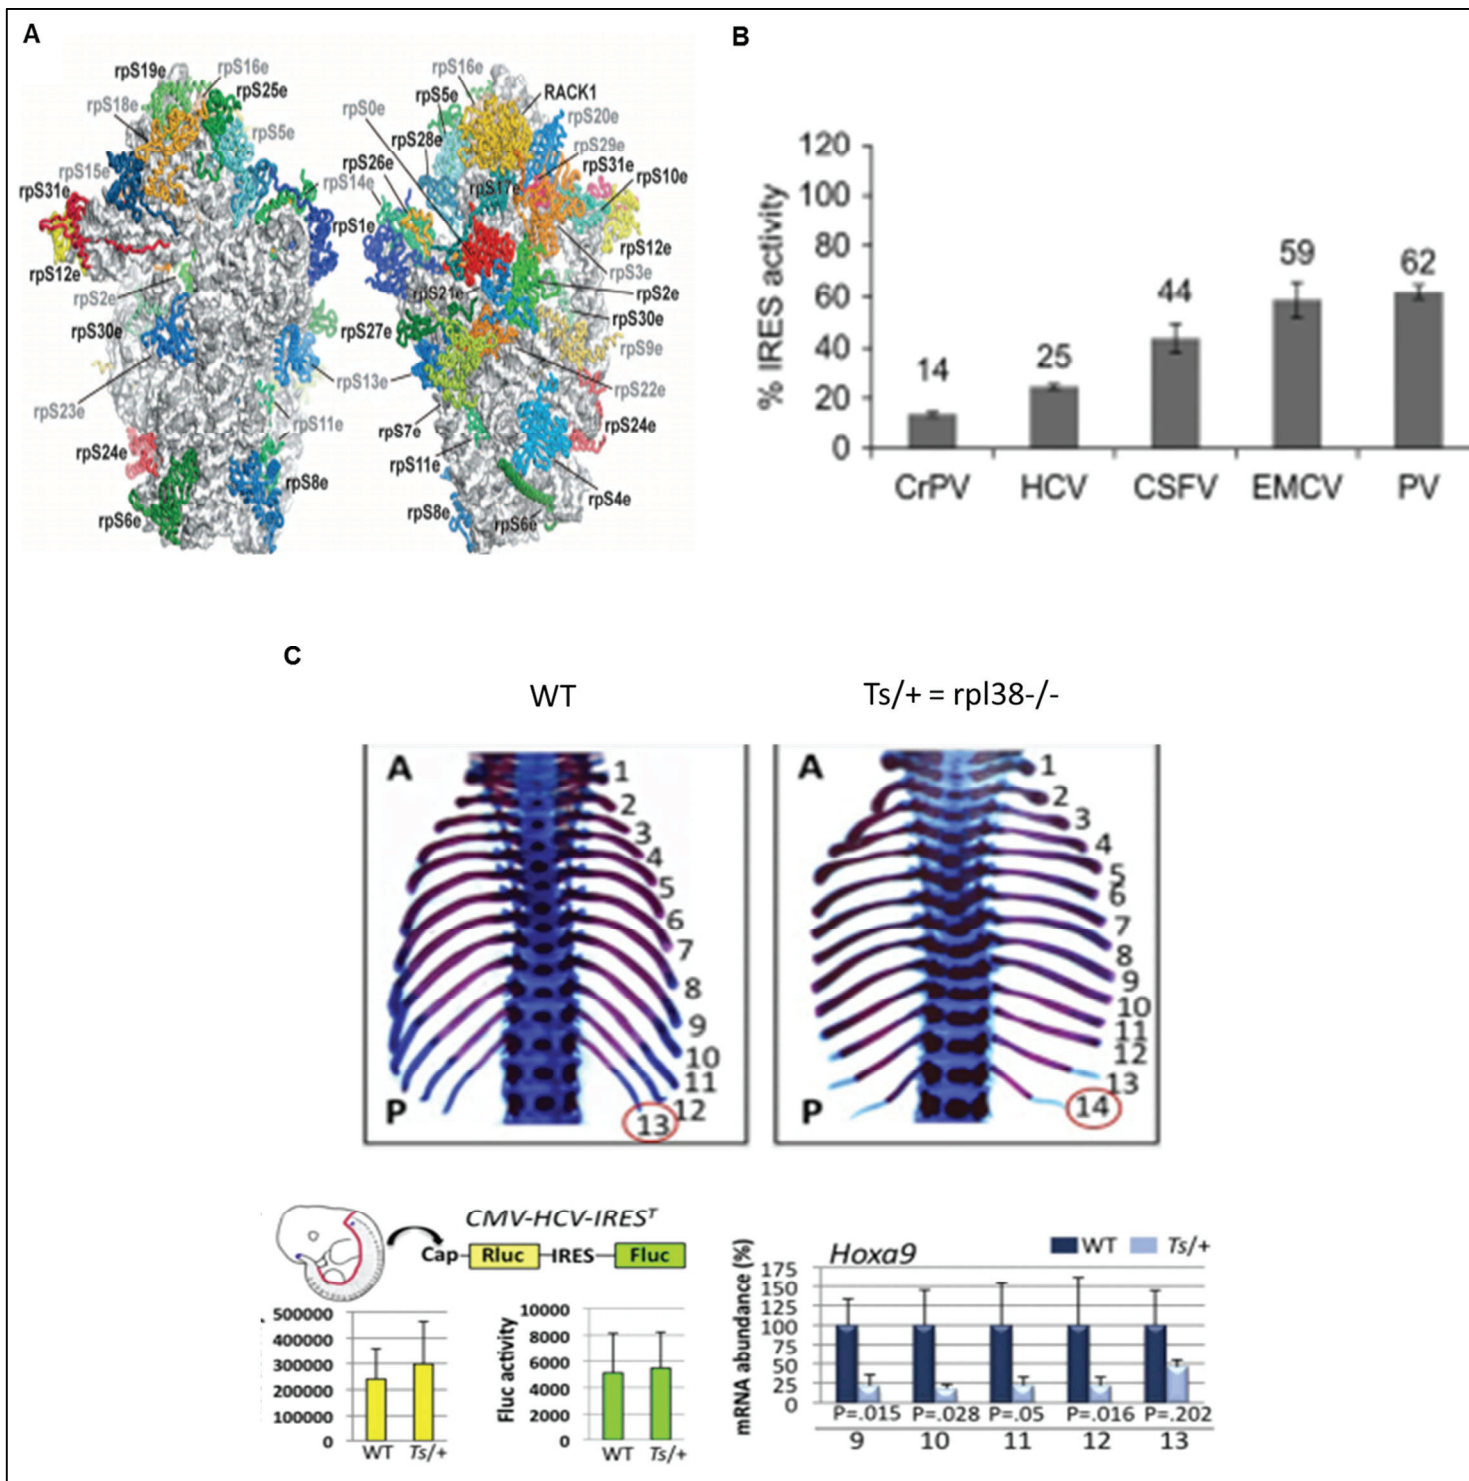 A
rpS19e
rpS16e
rpS25e
rpS18e
rpS5e
rpS15e
rpS31e
rpS14e
rpS1e
rpS12e
rpS2e
rpS30e
rpS13e
rpS23e
rpS11e
rpS24e
rpS8e
rpS6e
rpS16e
rpS5e
RACK1
rpS0e
rpS20e
rpS28e
rpS29e
rpS26e
rpS31e
rpS17e
rpS10e
rpS12e
rpS3e
rpS21e
rpS2e
rpS27e
rpS30e
rpS9e
rpS22e
rpS7e
rpS24e
rpS11e
rpS4e
rpS8e
rpS6e
B
% IRES activity
120
100
80
60
40
20
0
14
25
44
59
62
CrPV HCV CSFV EMCV PV
C
WT
A
1
2
3
4
5
6
7
8
9
10
11
12
13
P
Ts/+ = rpl38-/-
A
1
2
3
4
5
6
7
8
9
10
11
12
13
14
P
CMV-HCV-IRESᵀ
Cap Rluc IRES Fluc
500000
400000
300000
200000
100000
0
WT Ts/+
Fluc activity
10000
8000
6000
4000
2000
0
WT Ts/+
Hoxa9
WT Ts/+
mRNA abundance (%)
175
150
125
100
75
50
25
0
P=.015 P=.028 P=.05 P=.016 P=.202
9 10 11 12 13